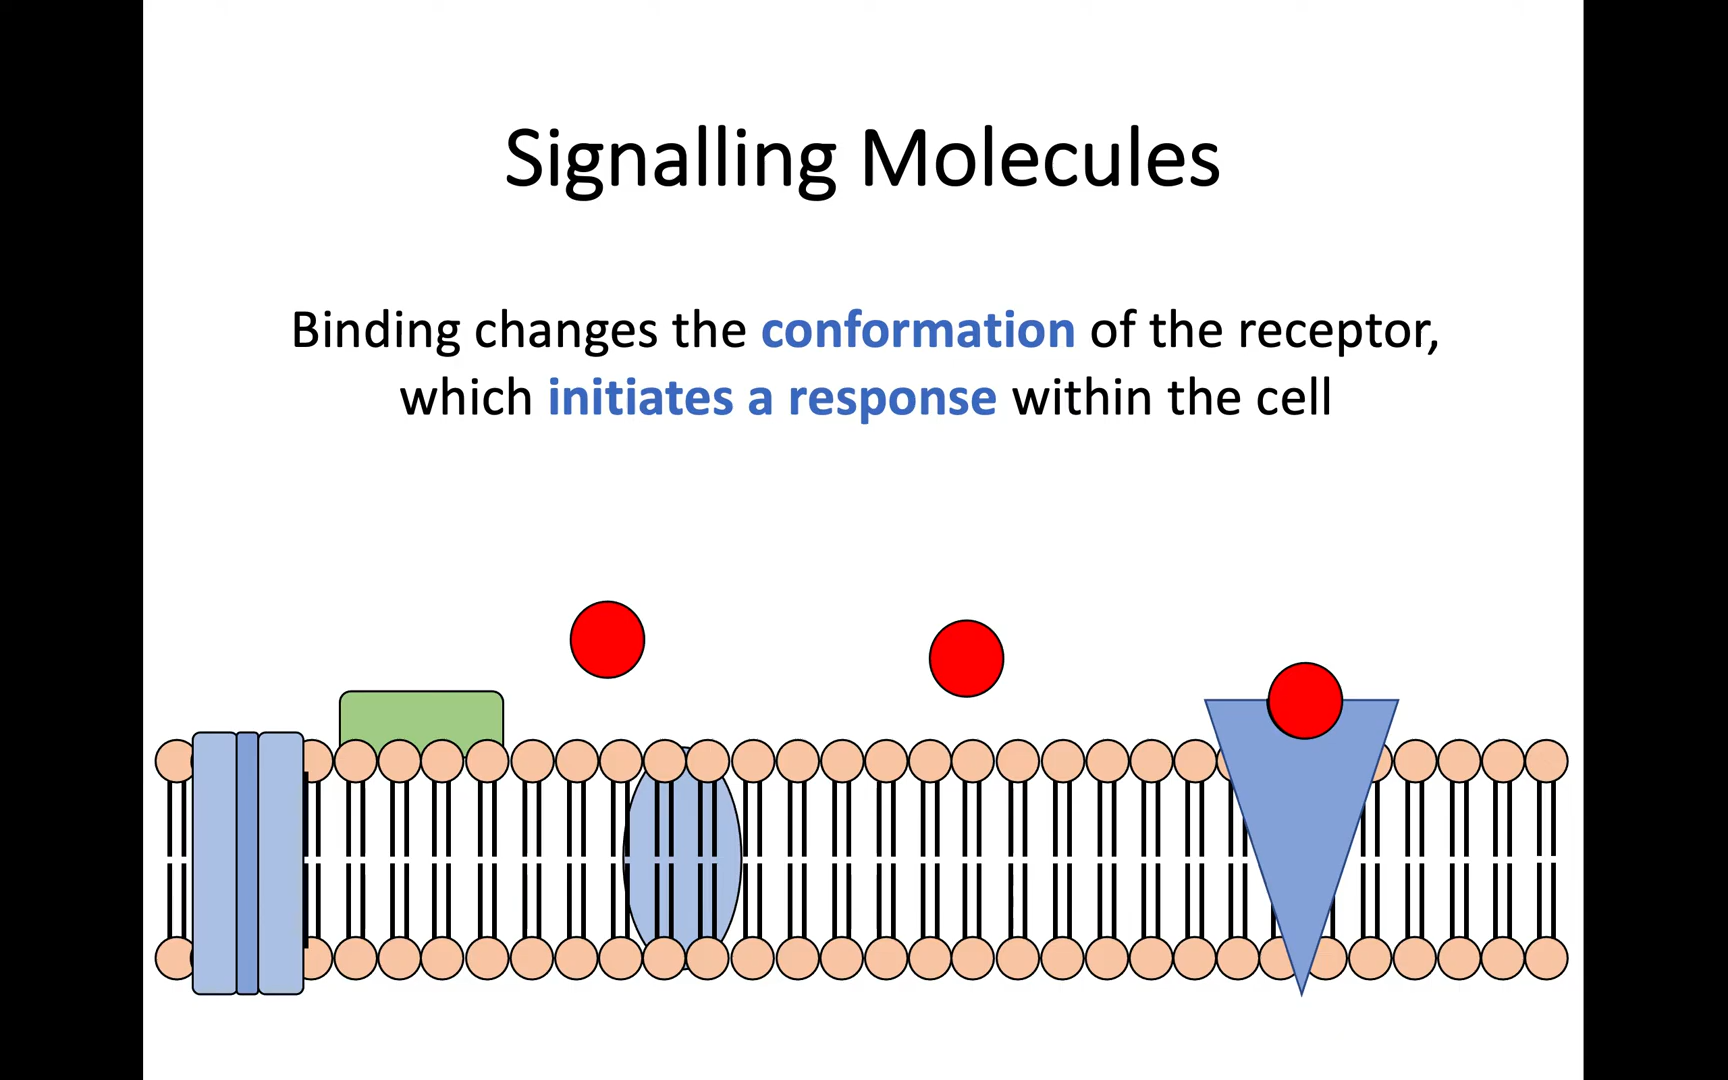 Signalling Molecules
Binding changes the conformation of the receptor,
which initiates a response within the cell